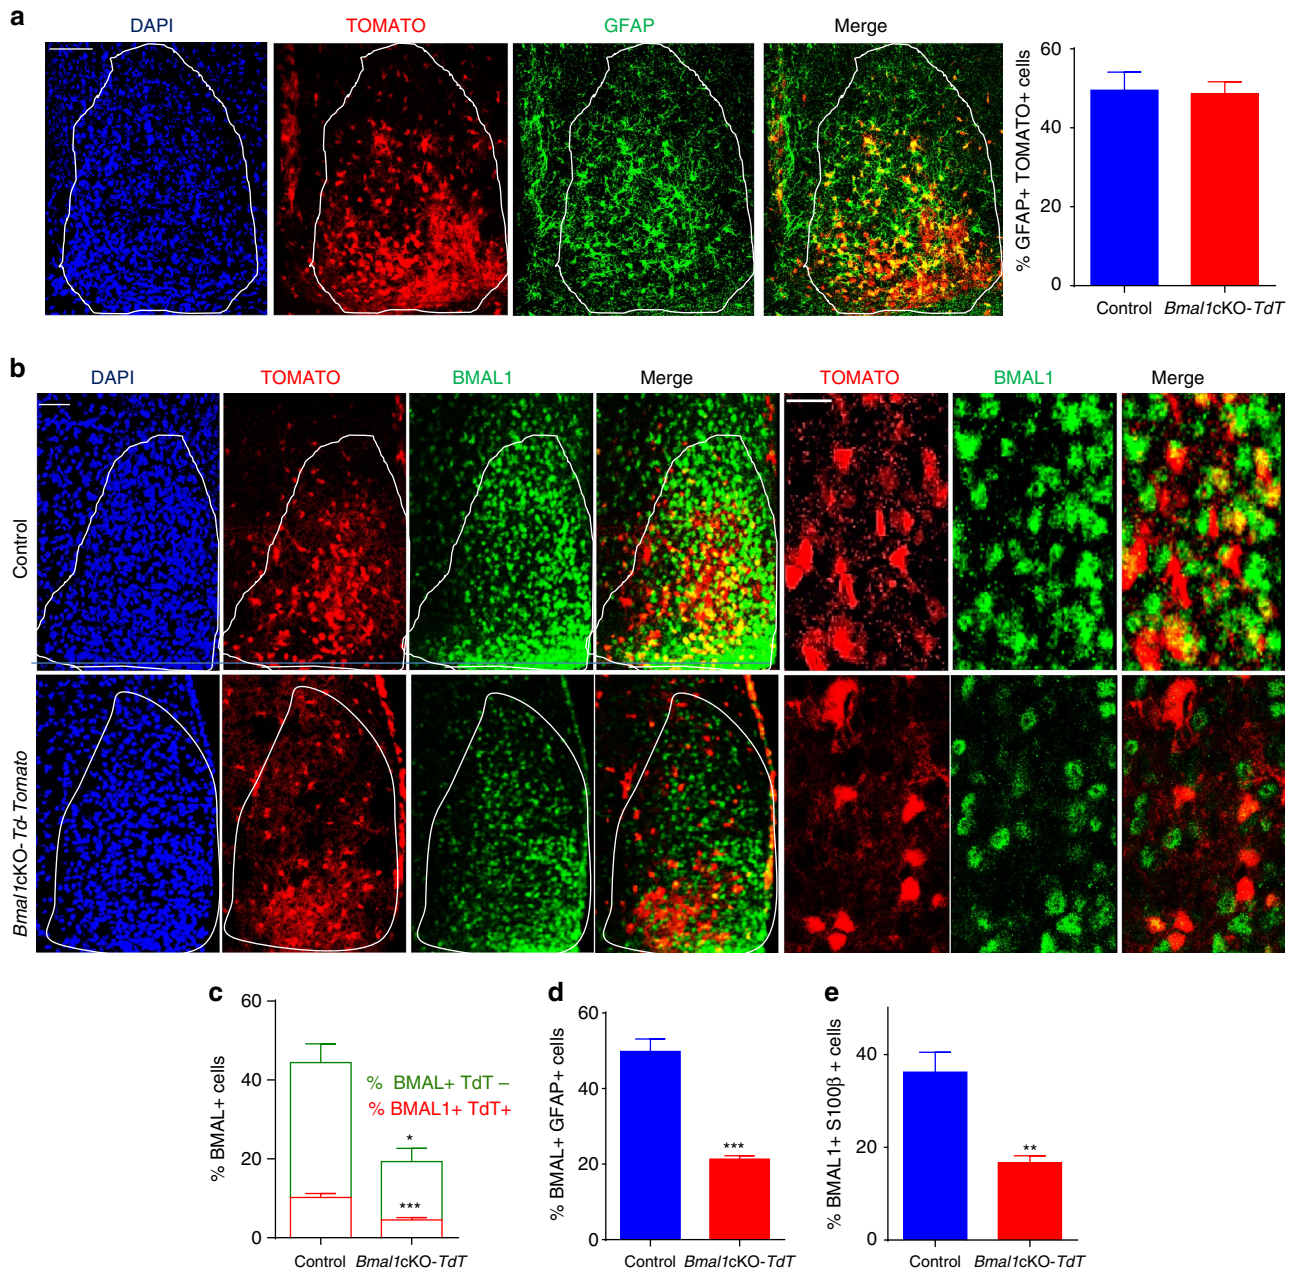 a
DAPI TOMATO GFAP Merge
% GFAP+ TOMATO+ cells
60
40
20
0
Control Bmal1cKO-TdT
b
DAPI TOMATO BMAL1 Merge TOMATO BMAL1 Merge
Control
Bmal1cKO-Td-Tomato
c
% BMAL+ cells
60
40
20
0
% BMAL+ TdT –
% BMAL1+ TdT+
*
***
Control Bmal1cKO-TdT
d
% BMAL+ GFAP+ cells
60
40
20
0
***
Control Bmal1cKO-TdT
e
% BMAL1+ S100β + cells
40
20
0
**
Control Bmal1cKO-TdT